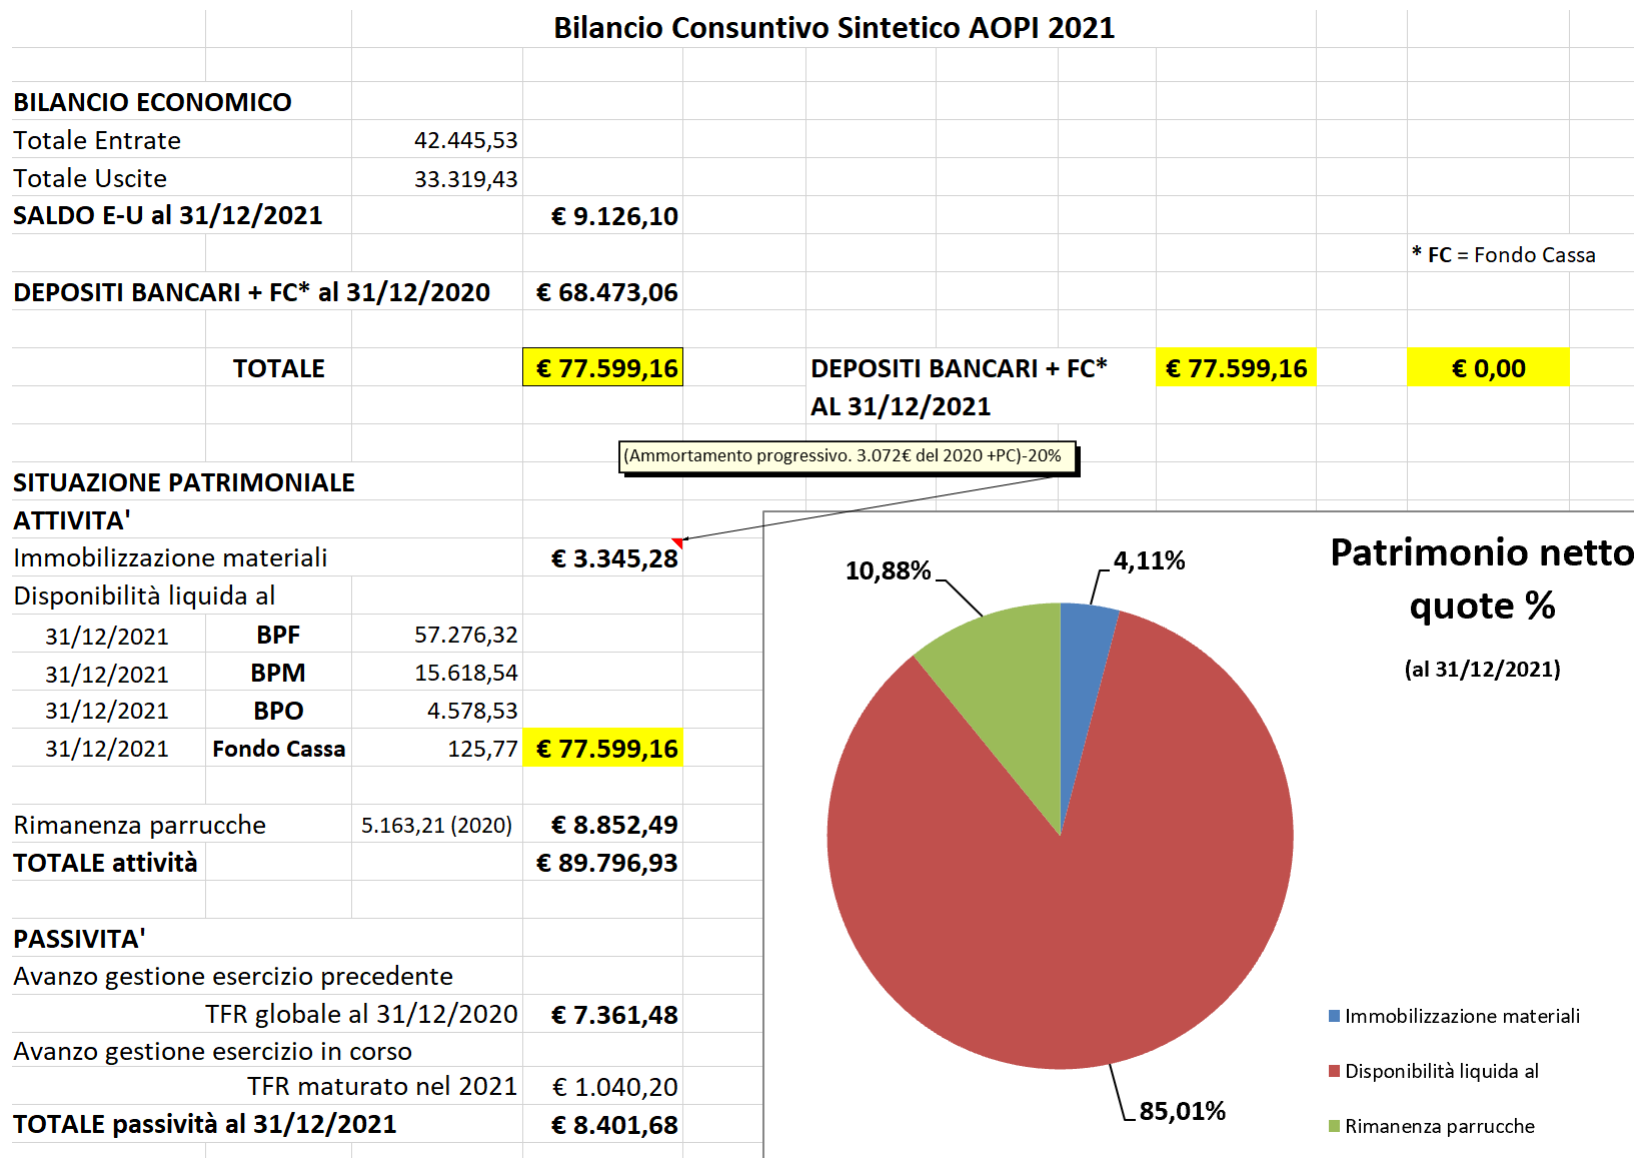 Bilancio Consuntivo Sintetico AOPI 2021
BILANCIO ECONOMICO
Totale Entrate 42.445,53
Totale Uscite 33.319,43
SALDO E-U al 31/12/2021 € 9.126,10
* FC = Fondo Cassa
DEPOSITI BANCARI + FC* al 31/12/2020 € 68.473,06
TOTALE € 77.599,16 DEPOSITI BANCARI + FC* € 77.599,16 € 0,00
AL 31/12/2021
(Ammortamento progressivo. 3.072€ del 2020 +PC)-20%
SITUAZIONE PATRIMONIALE
ATTIVITA'
Immobilizzazione materiali € 3.345,28
Disponibilità liquida al
31/12/2021 BPF 57.276,32
31/12/2021 BPM 15.618,54
31/12/2021 BPO 4.578,53
31/12/2021 Fondo Cassa 125,77 € 77.599,16
Rimanenza parrucche 5.163,21 (2020) € 8.852,49
TOTALE attività € 89.796,93
PASSIVITA'
Avanzo gestione esercizio precedente
TFR globale al 31/12/2020 € 7.361,48
Avanzo gestione esercizio in corso
TFR maturato nel 2021 € 1.040,20
TOTALE passività al 31/12/2021 € 8.401,68
Patrimonio netto
quote %
(al 31/12/2021)
10,88%
4,11%
85,01%
Immobilizzazione materiali
Disponibilità liquida al
Rimanenza parrucche